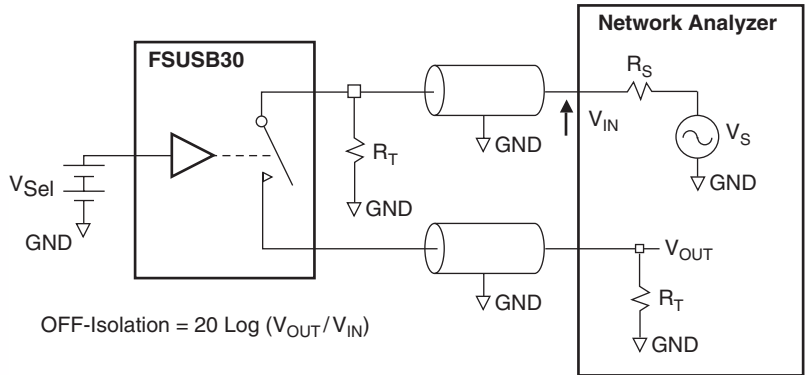 Network Analyzer
FSUSB30
R_S
V_IN
V_S
GND
GND
R_T
GND
V_Sel
GND
V_OUT
GND
R_T
GND
OFF-Isolation = 20 Log (V_OUT/V_IN)